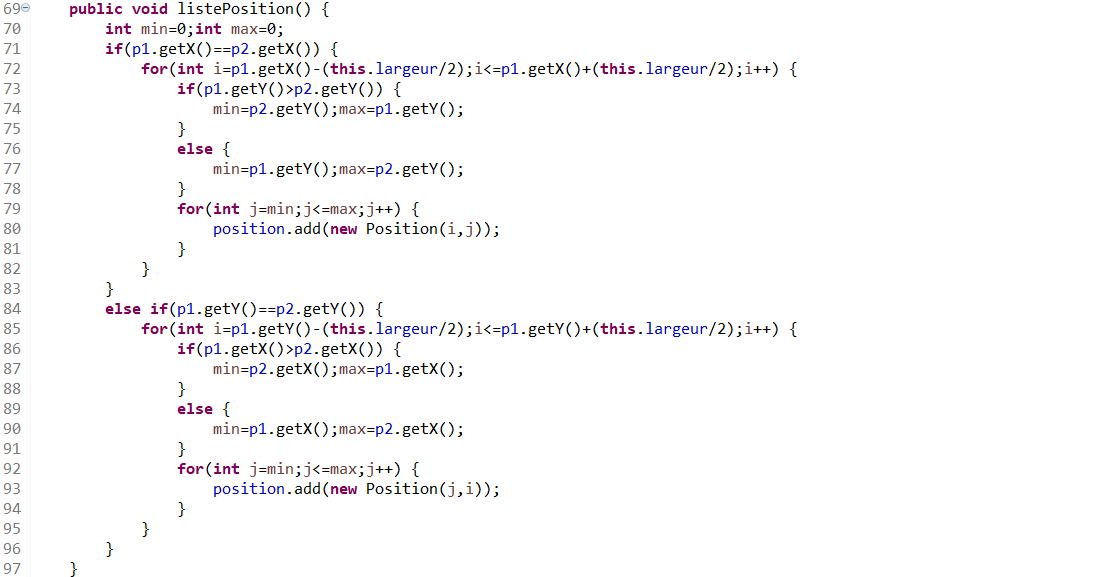 69 public void listePosition() {
70 int min=0;int max=0;
71 if(p1.getX()==p2.getX()) {
72 for(int i=p1.getX()-(this.largeur/2);i<=p1.getX()+(this.largeur/2);i++) {
73 if(p1.getY()>p2.getY()) {
74 min=p2.getY();max=p1.getY();
75 }
76 else {
77 min=p1.getY();max=p2.getY();
78 }
79 for(int j=min;j<=max;j++) {
80 position.add(new Position(i,j));
81 }
82 }
83 }
84 else if(p1.getY()==p2.getY()) {
85 for(int i=p1.getY()-(this.largeur/2);i<=p1.getY()+(this.largeur/2);i++) {
86 if(p1.getX()>p2.getX()) {
87 min=p2.getX();max=p1.getX();
88 }
89 else {
90 min=p1.getX();max=p2.getX();
91 }
92 for(int j=min;j<=max;j++) {
93 position.add(new Position(j,i));
94 }
95 }
96 }
97 }